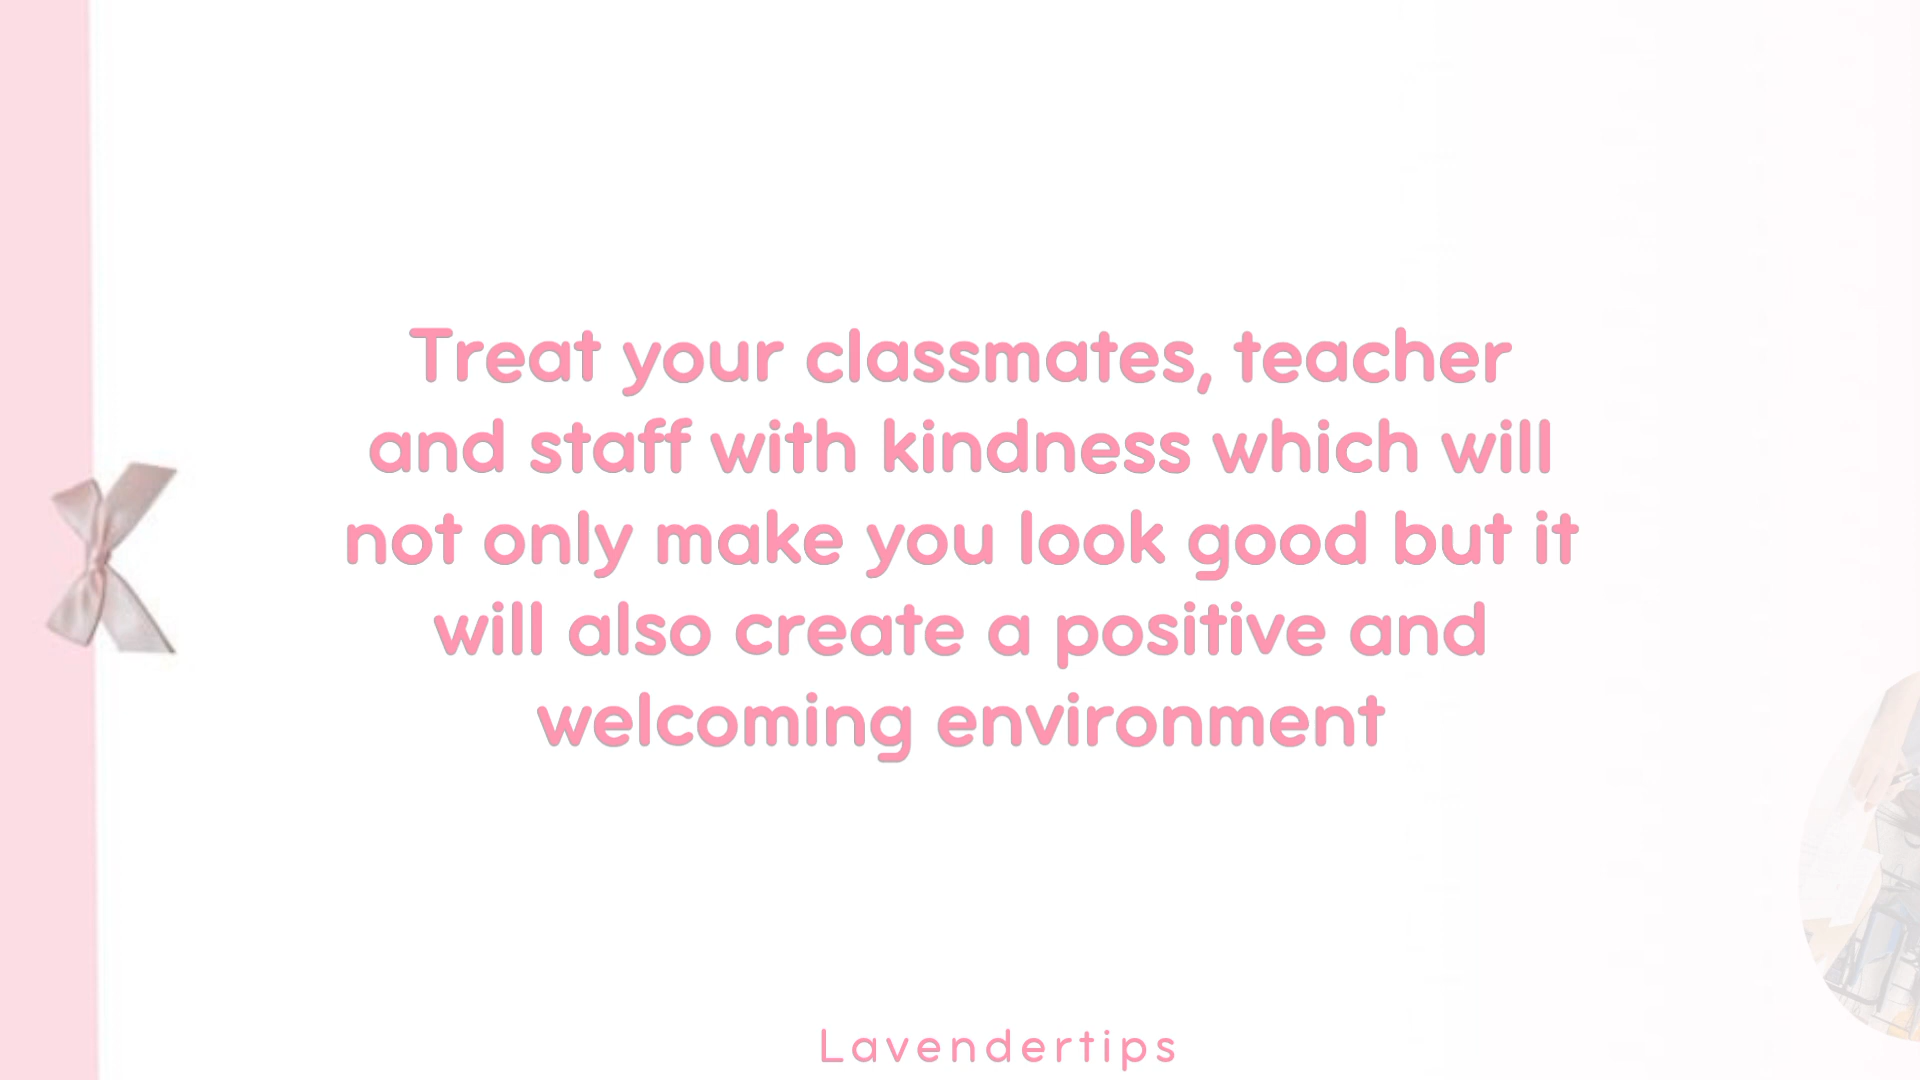 Treat your classmates, teacher
and staff with kindness which will
not only make you look good but it
will also create a positive and
welcoming environment
Lavendertips